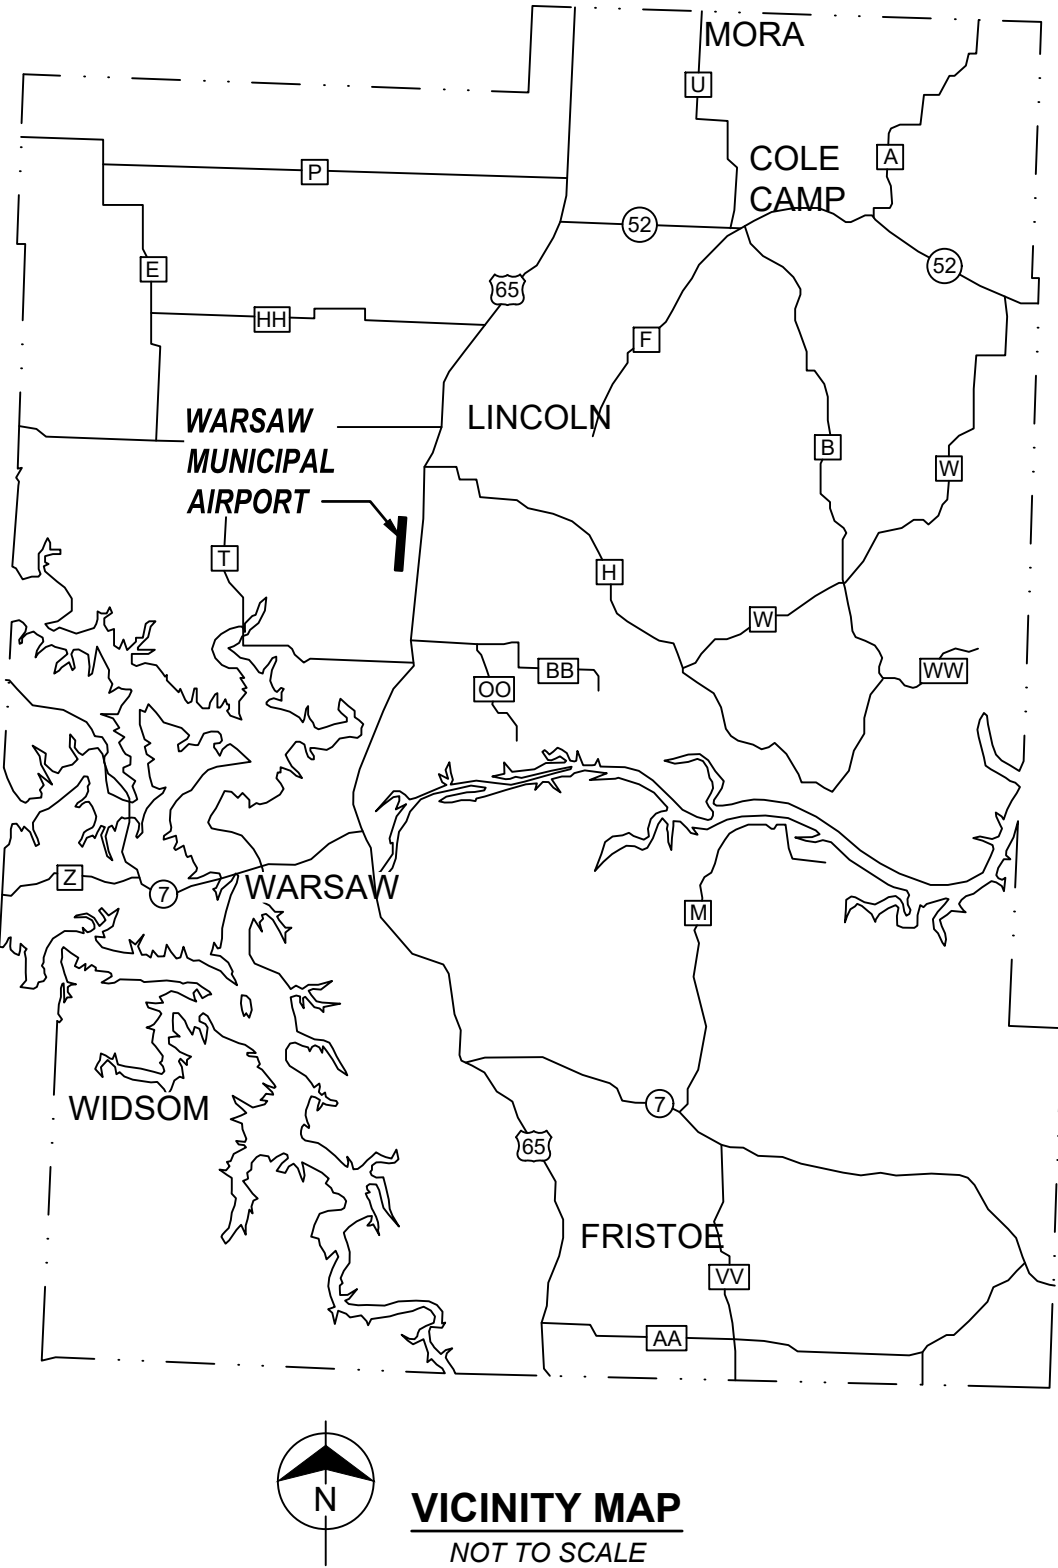 MORA
U
COLE
CAMP
A
P
52
52
E
65
HH
F
LINCOLN
WARSAW
MUNICIPAL
AIRPORT
B
W
T
H
W
BB
WW
OO
Z
7
WARSAW
M
WIDSOM
7
65
FRISTOE
VV
AA
N
VICINITY MAP
NOT TO SCALE